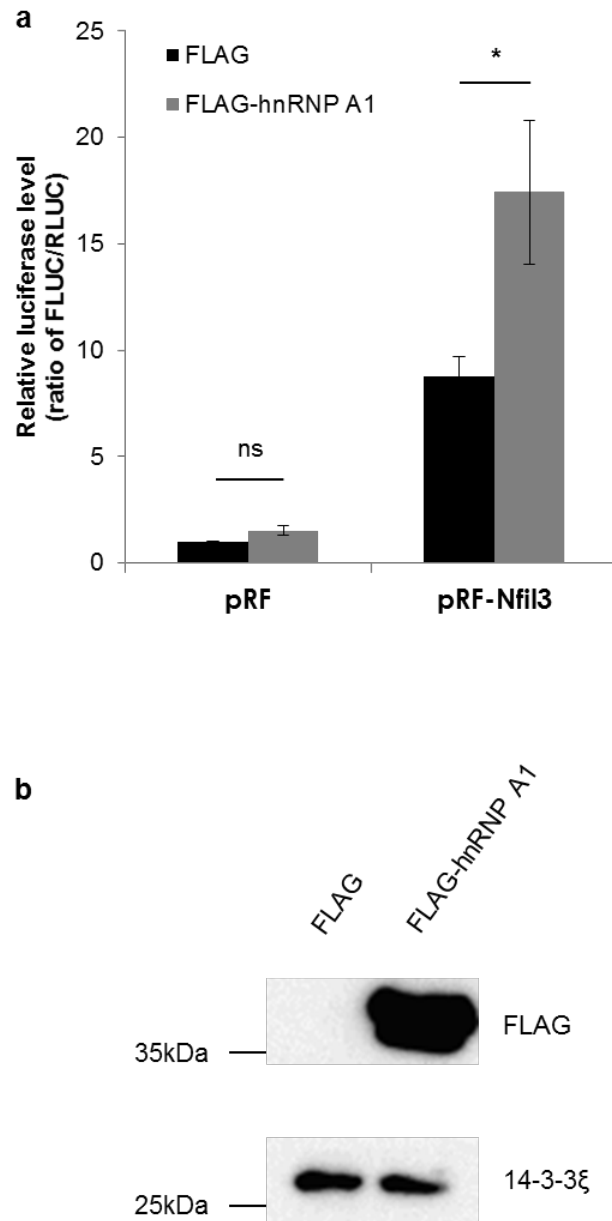 a
25
20
15
10
5
0
Relative luciferase level
(ratio of FLUC/RLUC)
FLAG
FLAG-hnRNP A1
*
ns
pRF
pRF-Nfil3
b
FLAG
FLAG-hnRNP A1
35kDa
FLAG
25kDa
14-3-3ξ